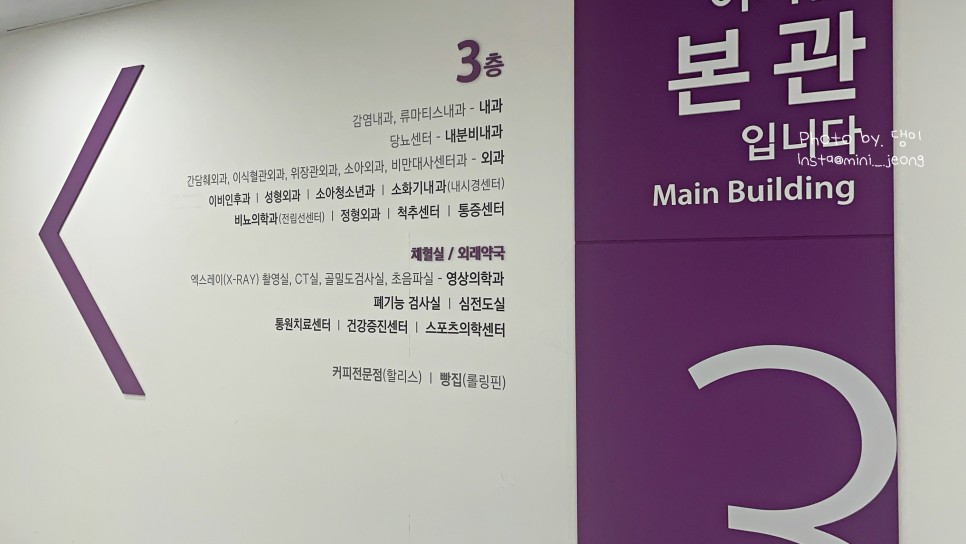 3층
감염내과, 류마티스내과 - 내과
당뇨센터 - 내분비내과
간담췌외과, 이식혈관외과, 위장관외과, 소아외과, 비만대사센터과 - 외과
이비인후과 | 성형외과 | 소아청소년과 | 소화기내과(내시경센터)
비뇨의학과(전립선센터) | 정형외과 | 척추센터 | 통증센터
채혈실 / 외래약국
엑스레이(X-RAY) 촬영실, CT실, 골밀도검사실, 초음파실 - 영상의학과
폐기능 검사실 | 심전도실
통원치료센터 | 건강증진센터 | 스포츠의학센터
커피전문점(할리스) | 빵집(롤링핀)
본관
입니다
Main Building
3
Photo by. 댕이
Insta@mini_jeong